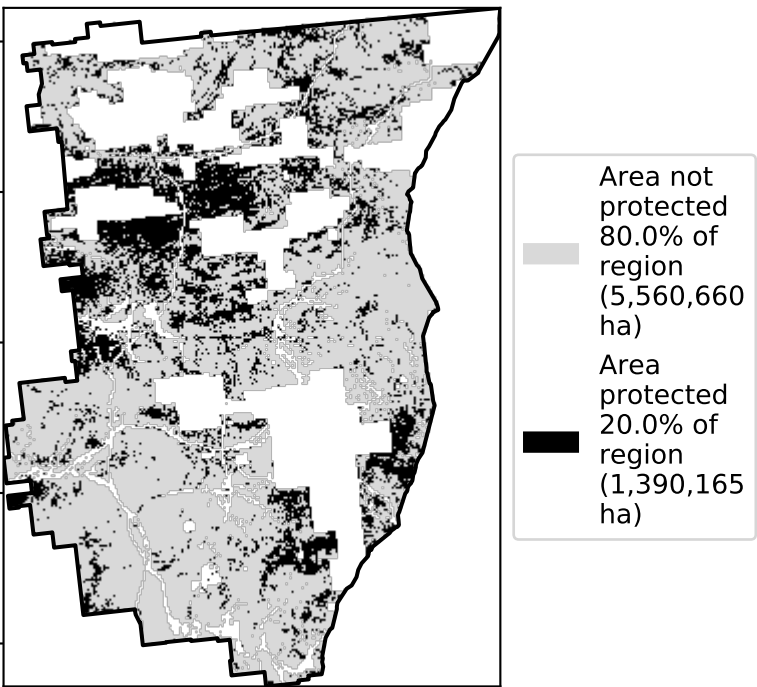 Area not
protected
80.0% of
region
(5,560,660
ha)
Area
protected
20.0% of
region
(1,390,165
ha)